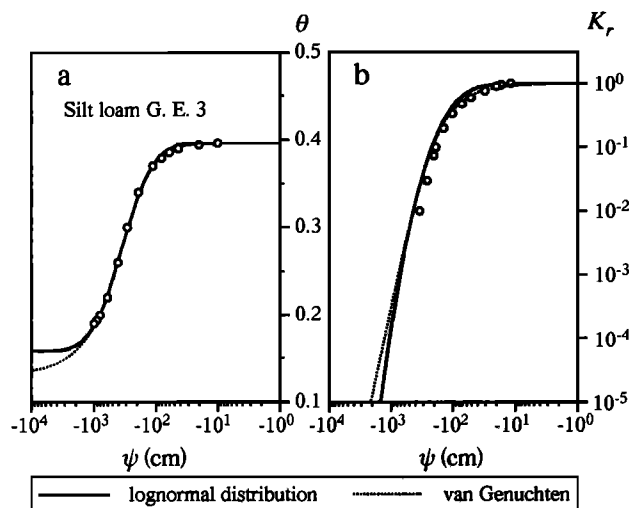 θ
K_r
a
Silt loam G. E. 3
0.5
0.4
0.3
0.2
0.1
b
10^0
10^-1
10^-2
10^-3
10^-4
10^-5
-10^4 -10^3 -10^2 -10^1 -10^4 -10^3 -10^2 -10^1 -10^0
ψ (cm) ψ (cm)
lognormal distribution van Genuchten